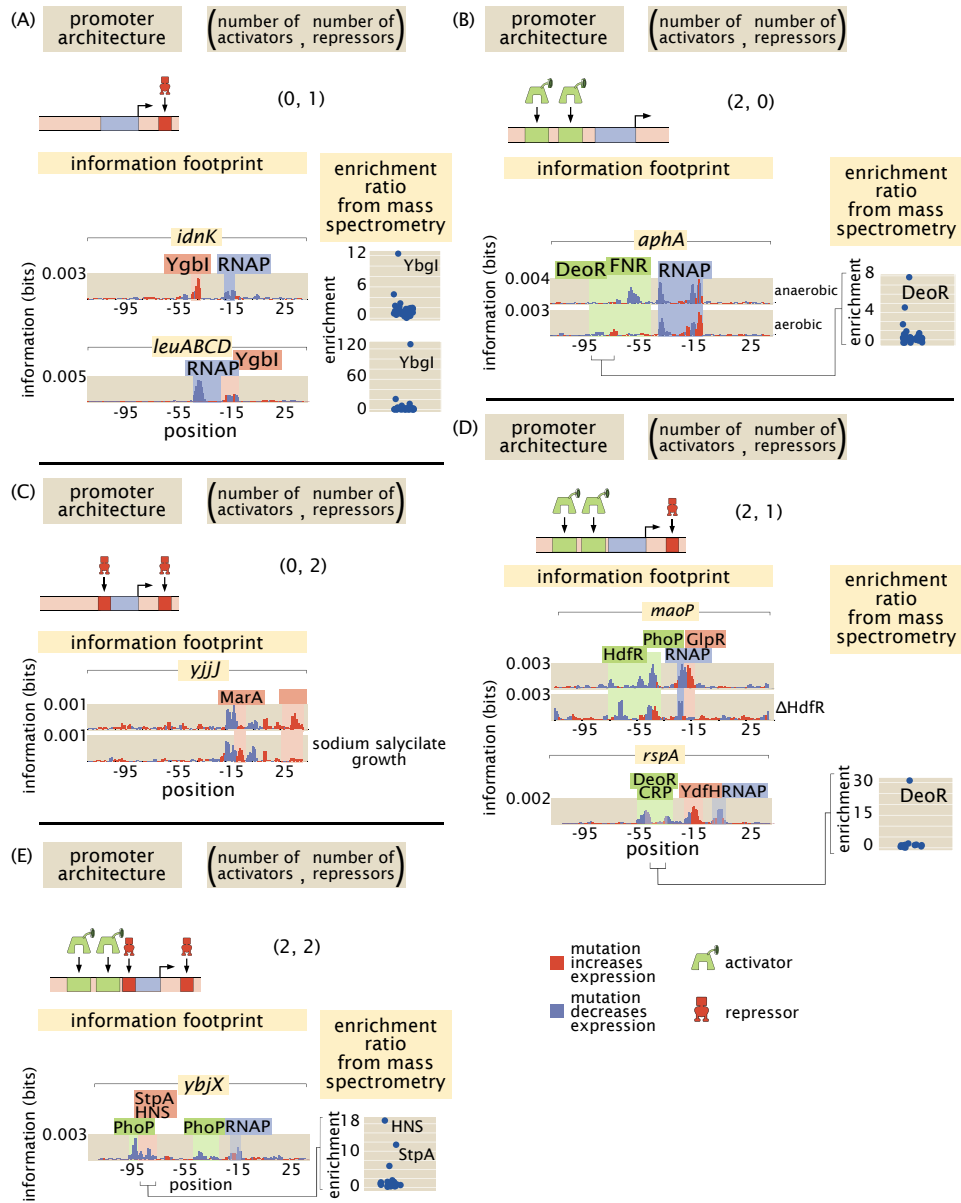 (A)
promoter
architecture
(number of activators, number of repressors)
(0, 1)
information footprint
enrichment
ratio
from mass
spectrometry
idnK
YgbI
RNAP
0.003
information (bits)
-95 -55 -15 25
12
6
0
enrichment
YbgI
leuABCD
RNAP
YgbI
0.005
-95 -55 -15 25
position
120
60
0
YbgI
(B)
promoter
architecture
(number of activators, number of repressors)
(2, 0)
information footprint
enrichment
ratio
from mass
spectrometry
aphA
DeoR
FNR
RNAP
0.004
anaerobic
0.003
aerobic
information (bits)
-95 -55 -15 25
position
8
4
0
enrichment
DeoR
(C)
promoter
architecture
(number of activators, number of repressors)
(0, 2)
information footprint
yjjJ
MarA
0.001
0.001
sodium salycilate
growth
information (bits)
-95 -55 -15 25
position
(D)
promoter
architecture
(number of activators, number of repressors)
(2, 1)
information footprint
enrichment
ratio
from mass
spectrometry
maoP
PhoP
GlpR
HdfR
RNAP
0.003
0.003
ΔHdfR
information (bits)
-95 -55 -15 25
rspA
DeoR
CRP
YdfH
RNAP
0.002
-95 -55 -15 25
position
30
15
0
enrichment
DeoR
(E)
promoter
architecture
(number of activators, number of repressors)
(2, 2)
information footprint
enrichment
ratio
from mass
spectrometry
ybjX
StpA
HNS
PhoP
PhoP
RNAP
0.003
information (bits)
-95 -55 -15 25
position
18
10
0
enrichment
HNS
StpA
mutation
increases
expression
mutation
decreases
expression
activator
repressor